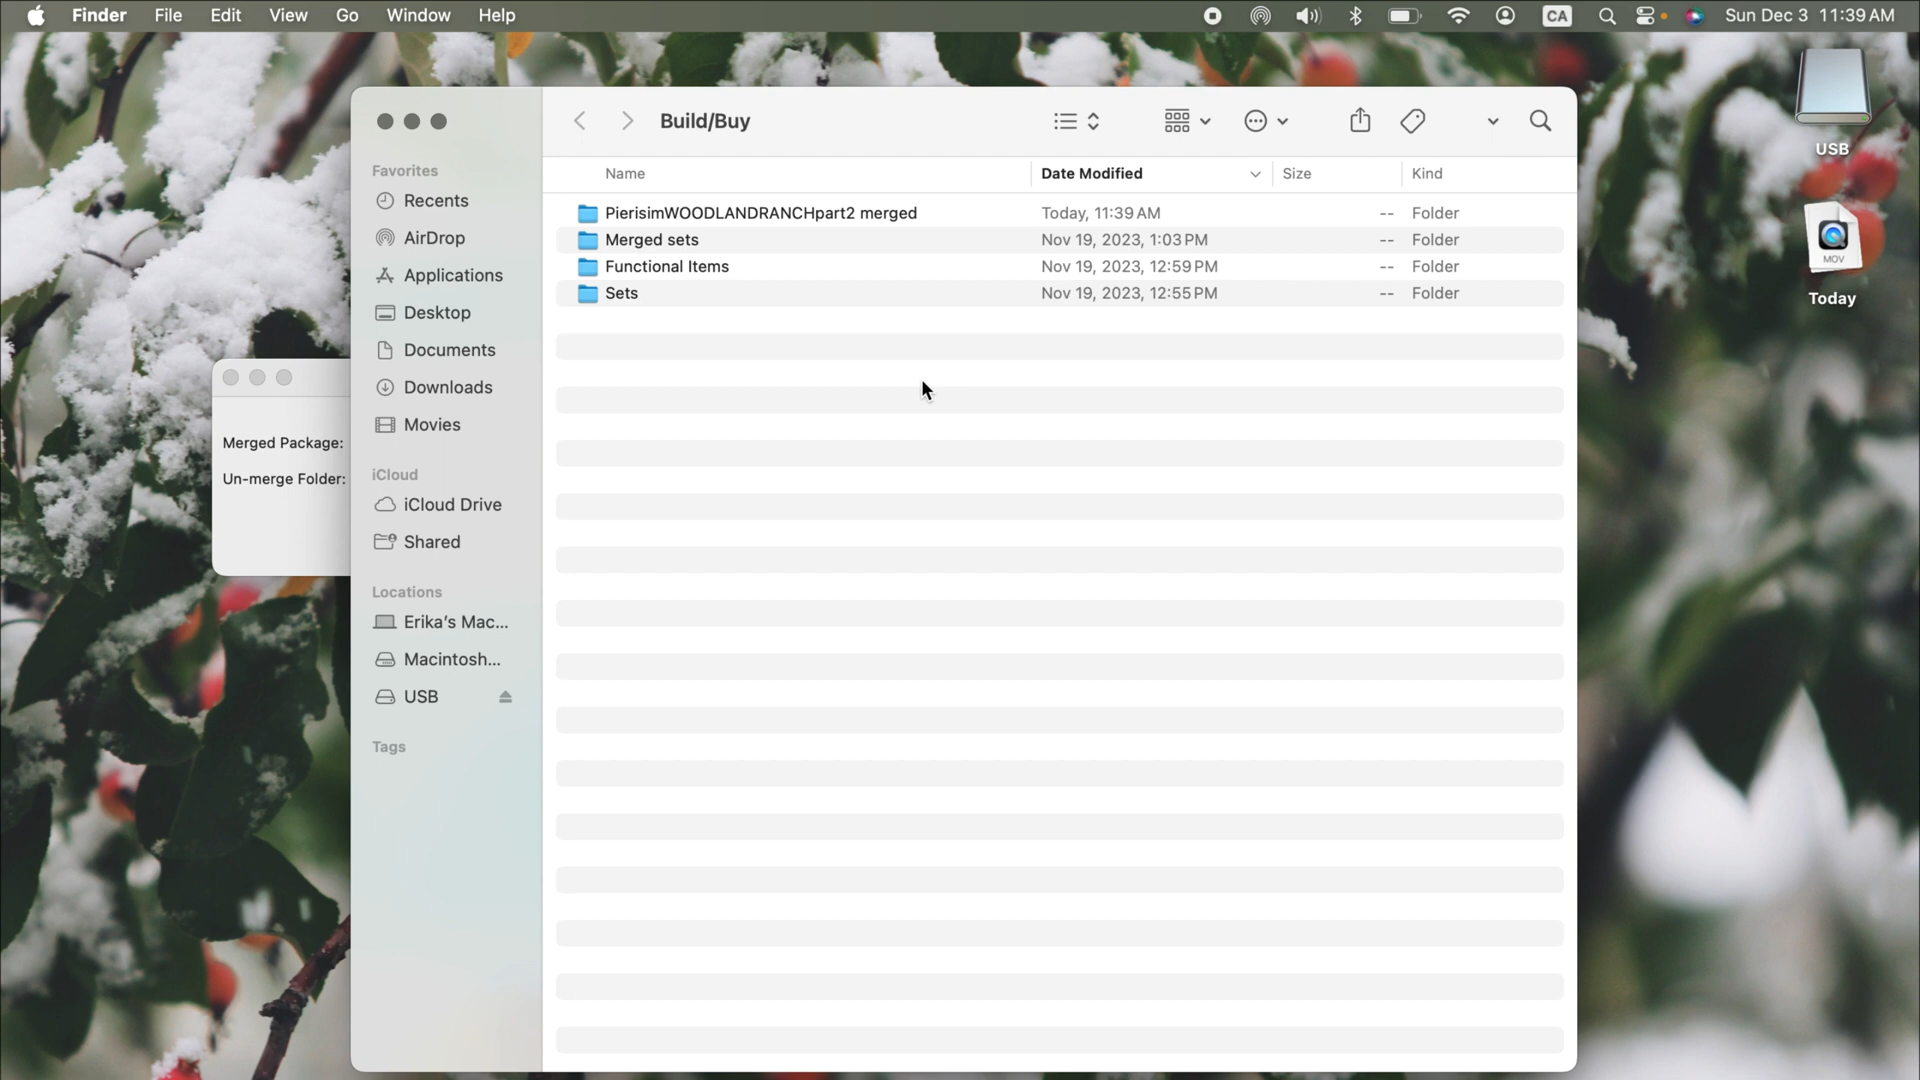 Finder File Edit View Go Window Help CA Sun Dec 3 11:39 AM
Build/Buy
Name Date Modified Size Kind
PierisimWOODLANDRANCHpart2 merged Today, 11:39 AM -- Folder
Merged sets Nov 19, 2023, 1:03 PM -- Folder
Functional Items Nov 19, 2023, 12:59 PM -- Folder
Sets Nov 19, 2023, 12:55 PM -- Folder
Favorites
Recents
AirDrop
Applications
Desktop
Documents
Downloads
Movies
iCloud
iCloud Drive
Shared
Locations
Erika's Mac...
Macintosh...
USB
Tags
Merged Package:
Un-merge Folder:
USB
MOV
Today